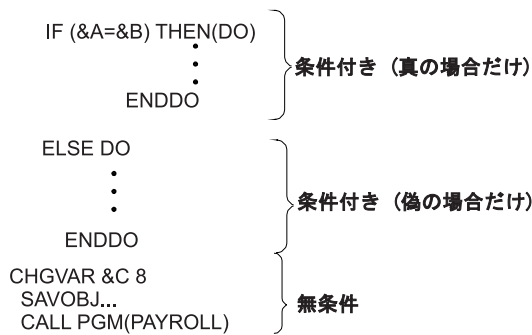 IF (&A=&B) THEN(DO)
•
•
•
ENDDO
条件付き (真の場合だけ)
ELSE DO
•
•
•
ENDDO
条件付き (偽の場合だけ)
CHGVAR &C 8
SAVOBJ...
CALL PGM(PAYROLL)
無条件